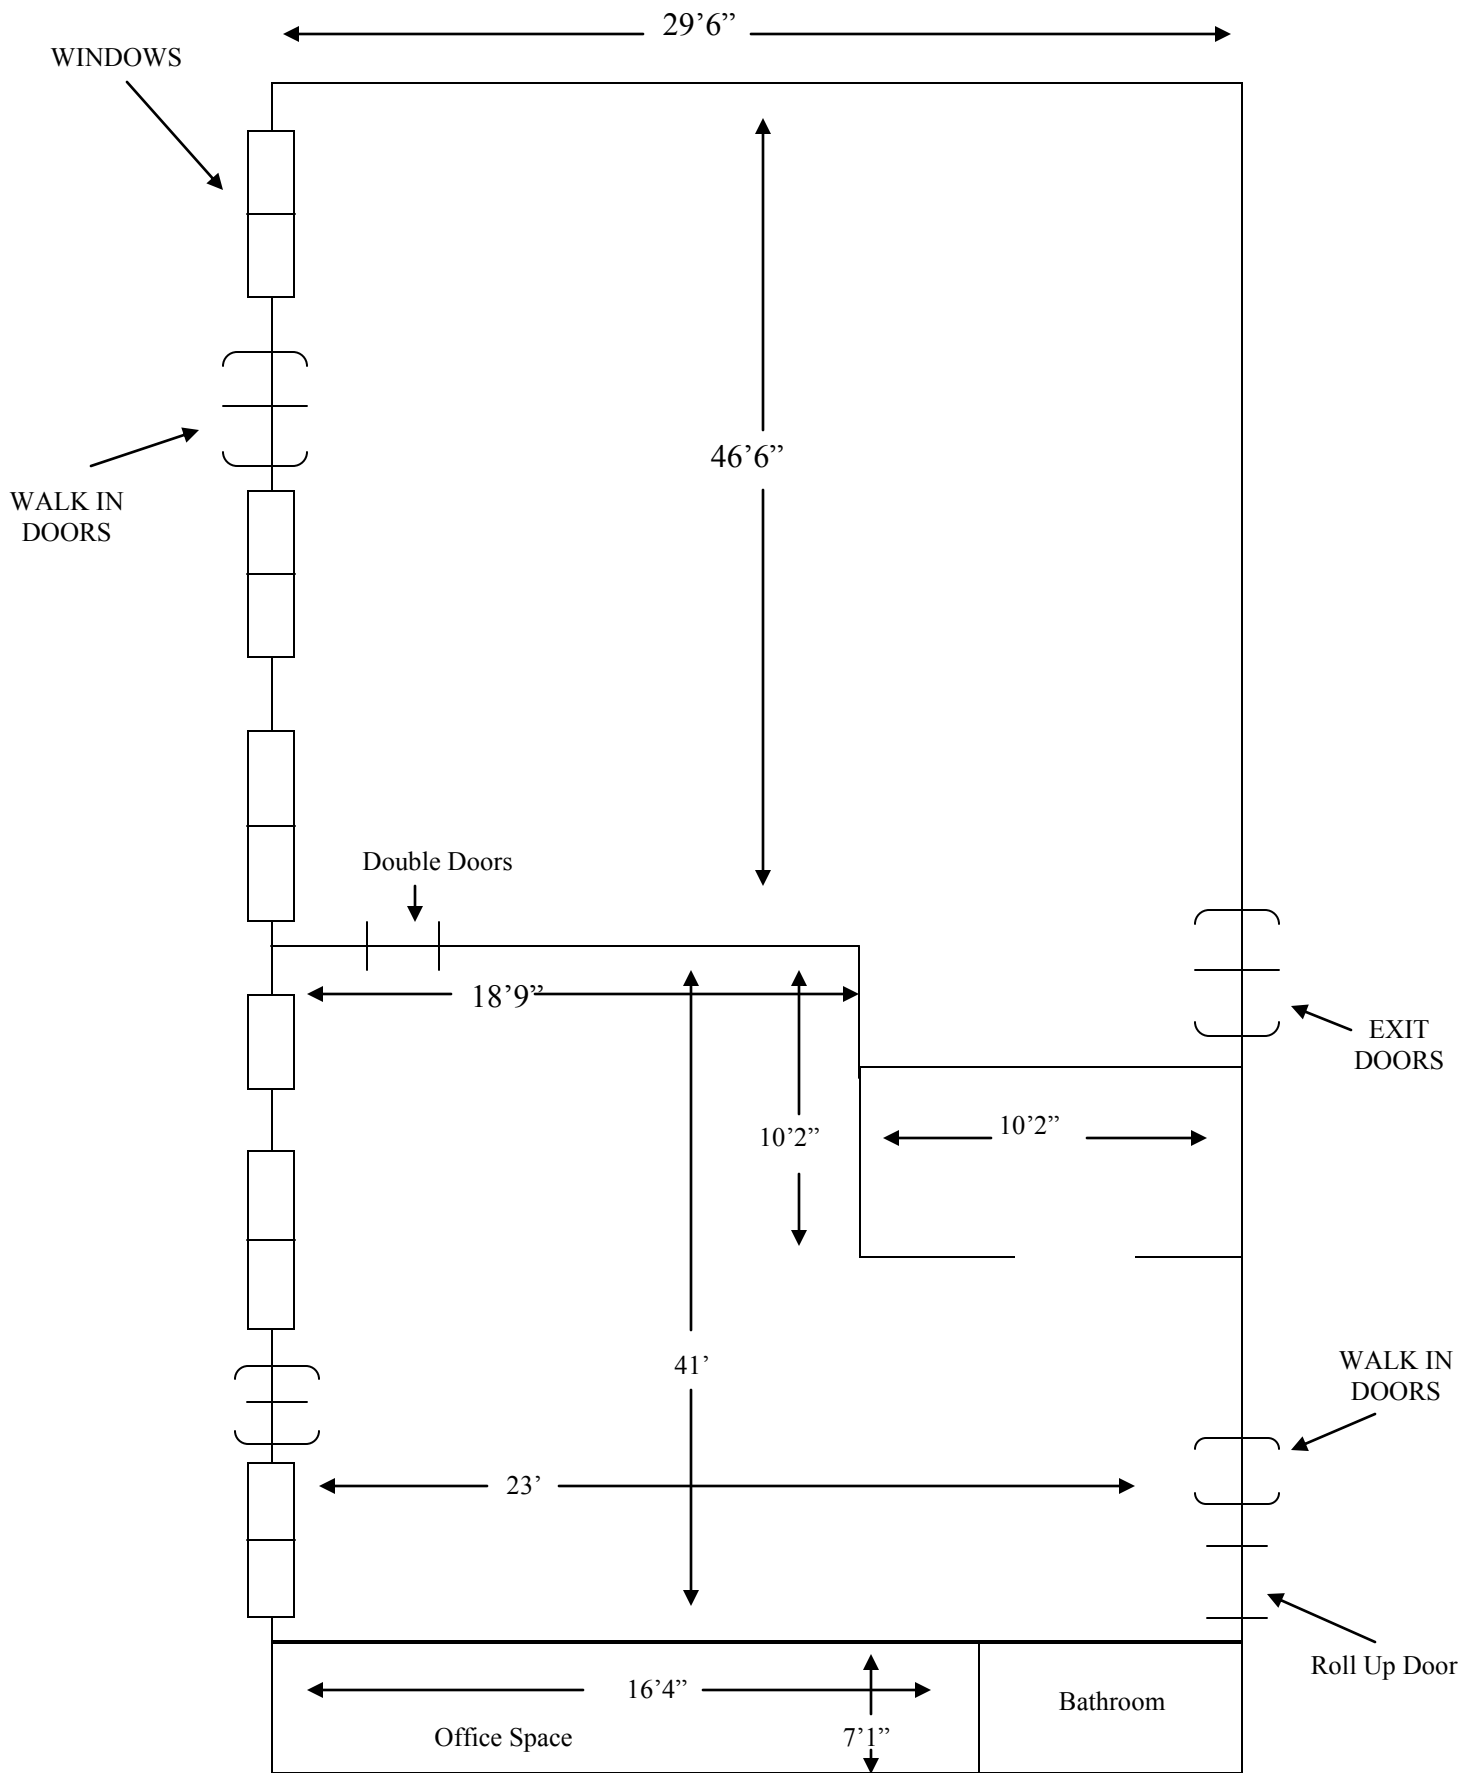 29’6”
WINDOWS
46’6”
WALK IN
DOORS
Double Doors
18’9”
EXIT
DOORS
10’2”
10’2”
41’
WALK IN
DOORS
23’
Roll Up Door
16’4”
Bathroom
Office Space
7’1”